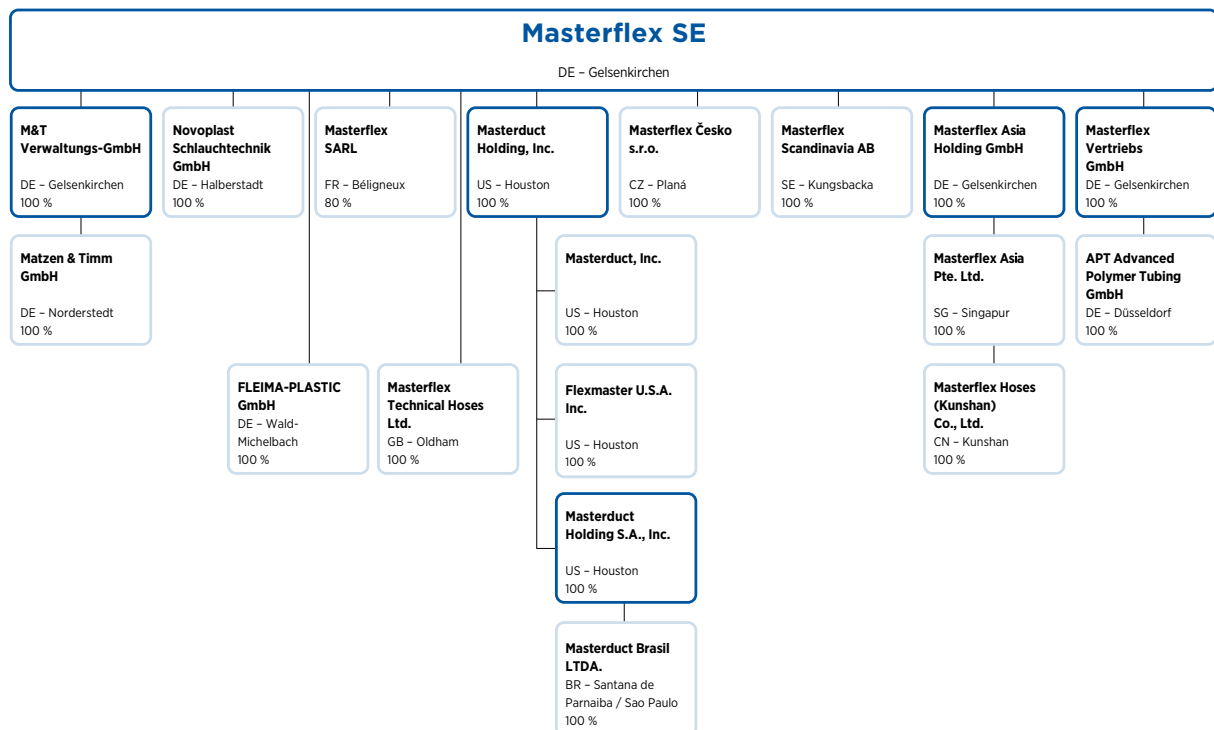 Masterflex SE
DE – Gelsenkirchen
M&T
Verwaltungs-GmbH
DE – Gelsenkirchen
100 %
Novoplast
Schlauchtechnik
GmbH
DE – Halberstadt
100 %
Masterflex
SARL
FR – Béligneux
80 %
Masterduct
Holding, Inc.
US – Houston
100 %
Masterflex Česko
s.r.o.
CZ – Planá
100 %
Masterflex
Scandinavia AB
SE – Kungsbacka
100 %
Masterflex Asia
Holding GmbH
DE – Gelsenkirchen
100 %
Masterflex
Vertriebs
GmbH
DE – Gelsenkirchen
100 %
Matzen & Timm
GmbH
DE – Norderstedt
100 %
Masterduct, Inc.
US – Houston
100 %
Masterflex Asia
Pte. Ltd.
SG – Singapur
100 %
APT Advanced
Polymer Tubing
GmbH
DE – Düsseldorf
100 %
FLEIMA-PLASTIC
GmbH
DE – Wald-
Michelbach
100 %
Masterflex
Technical Hoses
Ltd.
GB – Oldham
100 %
Flexmaster U.S.A.
Inc.
US – Houston
100 %
Masterflex Hoses
(Kunshan)
Co., Ltd.
CN – Kunshan
100 %
Masterduct
Holding S.A., Inc.
US – Houston
100 %
Masterduct Brasil
LTDA.
BR – Santana de
Parnaiba / Sao Paulo
100 %